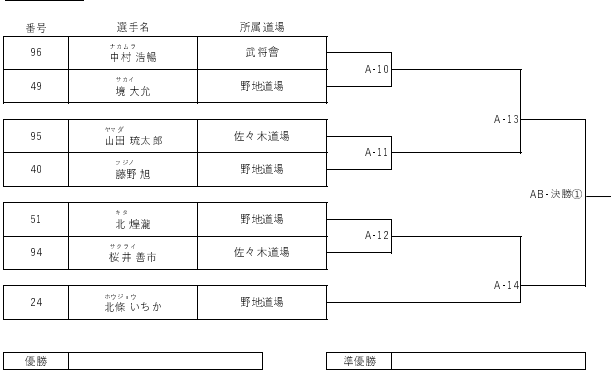 番号 選手名 所属道場
ナカムラ
96 中村 浩暢 武将會
A-10
サカイ
49 境 大允 野地道場
A-13
ヤマダ
95 山田 琉太郎 佐々木道場
A-11
フジノ
40 藤野 旭 野地道場
AB-決勝①
キタ
51 北 煌瀧 野地道場
A-12
サクライ
94 桜井 善市 佐々木道場
A-14
ホウジョウ
24 北條 いちか 野地道場
優勝 準優勝